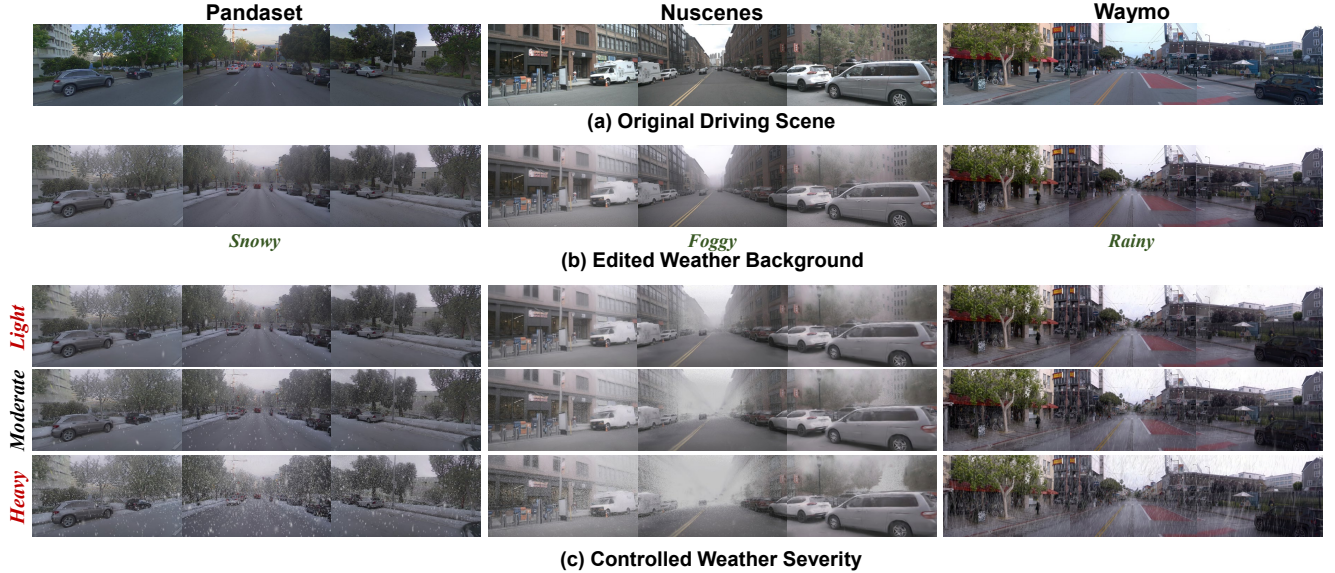 Pandaset
Nuscenes
Waymo
(a) Original Driving Scene
Snowy
Foggy
Rainy
(b) Edited Weather Background
Light
Moderate
Heavy
(c) Controlled Weather Severity